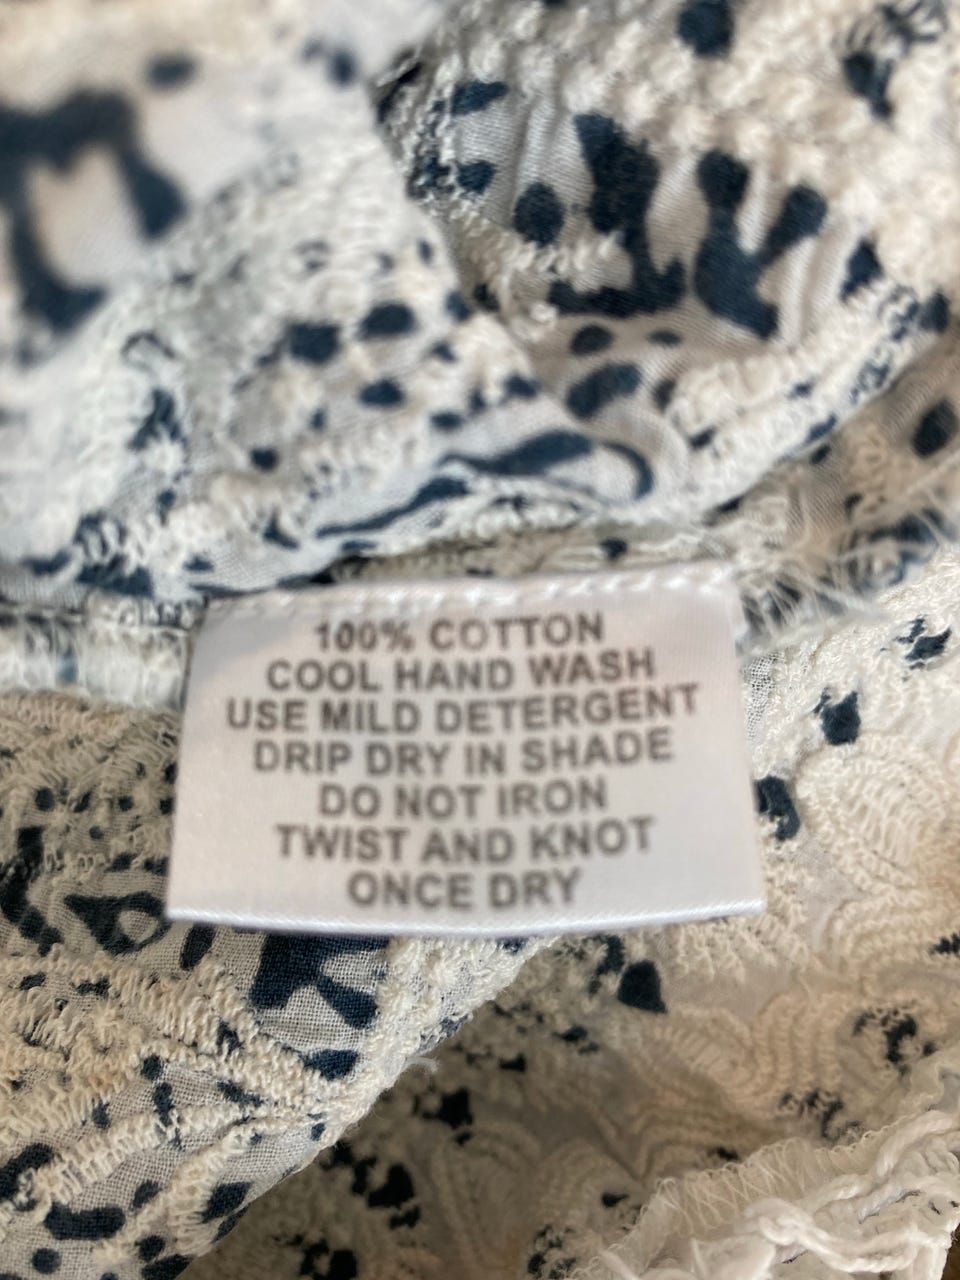 100% COTTON
COOL HAND WASH
USE MILD DETERGENT
DRIP DRY IN SHADE
DO NOT IRON
TWIST AND KNOT
ONCE DRY